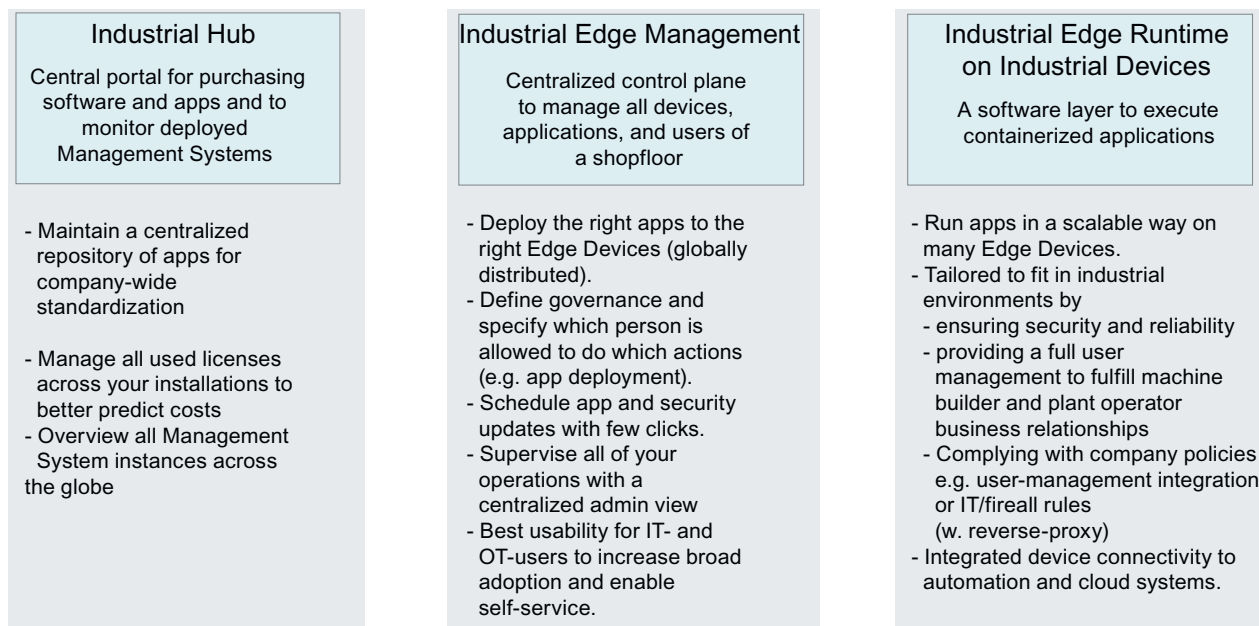 Industrial Hub
Central portal for purchasing
software and apps and to
monitor deployed
Management Systems
- Maintain a centralized
repository of apps for
company-wide
standardization
- Manage all used licenses
across your installations to
better predict costs
- Overview all Management
System instances across
the globe
Industrial Edge Management
Centralized control plane
to manage all devices,
applications, and users of
a shopfloor
- Deploy the right apps to the
right Edge Devices (globally
distributed).
- Define governance and
specify which person is
allowed to do which actions
(e.g. app deployment).
- Schedule app and security
updates with few clicks.
- Supervise all of your
operations with a
centralized admin view
- Best usability for IT- and
OT-users to increase broad
adoption and enable
self-service.
Industrial Edge Runtime
on Industrial Devices
A software layer to execute
containerized applications
- Run apps in a scalable way on
many Edge Devices.
- Tailored to fit in industrial
environments by
- ensuring security and reliability
- providing a full user
management to fulfill machine
builder and plant operator
business relationships
- Complying with company policies
e.g. user-management integration
or IT/fireall rules
(w. reverse-proxy)
- Integrated device connectivity to
automation and cloud systems.